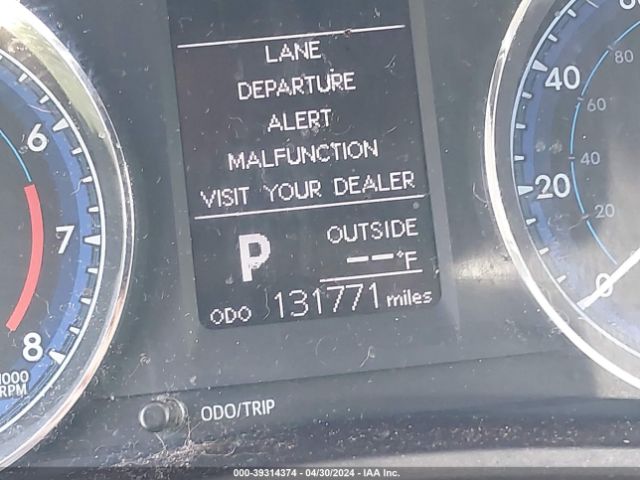 LANE
DEPARTURE
ALERT
MALFUNCTION
VISIT YOUR DEALER
P
OUTSIDE
--°F
ODO 131771 miles
6
7
8
1000
RPM
40
20
0
80
60
40
20
ODO/TRIP
000-39314374 - 04/30/2024 - IAA Inc.